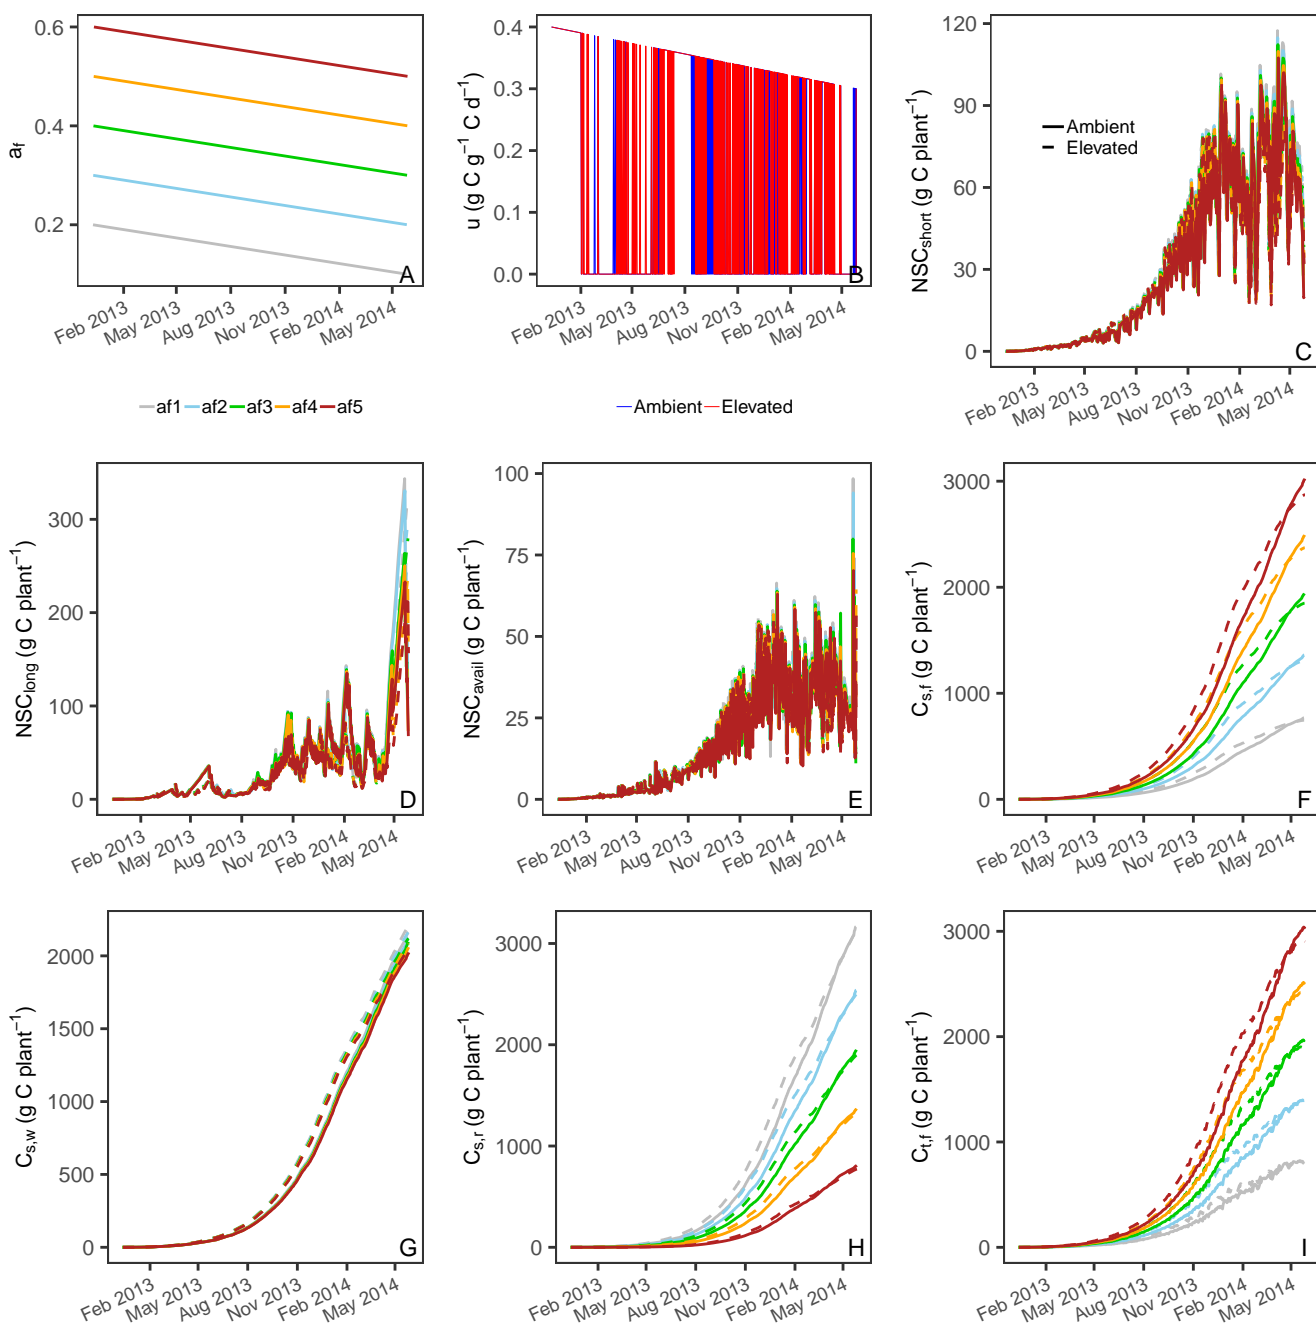 0.6
0.4
0.2
a_f
A
Feb 2013
May 2013
Aug 2013
Nov 2013
Feb 2014
May 2014
af1 af2 af3 af4 af5
0.4
0.3
0.2
0.1
0.0
u (g C g⁻¹ C d⁻¹)
B
Feb 2013
May 2013
Aug 2013
Nov 2013
Feb 2014
May 2014
Ambient Elevated
120
90
60
30
0
NSC_short (g C plant⁻¹)
Ambient
Elevated
C
Feb 2013
May 2013
Aug 2013
Nov 2013
Feb 2014
May 2014
300
200
100
0
NSC_long (g C plant⁻¹)
D
Feb 2013
May 2013
Aug 2013
Nov 2013
Feb 2014
May 2014
100
75
50
25
0
NSC_avail (g C plant⁻¹)
E
Feb 2013
May 2013
Aug 2013
Nov 2013
Feb 2014
May 2014
3000
2000
1000
0
C_s,f (g C plant⁻¹)
F
Feb 2013
May 2013
Aug 2013
Nov 2013
Feb 2014
May 2014
2000
1500
1000
500
0
C_s,w (g C plant⁻¹)
G
Feb 2013
May 2013
Aug 2013
Nov 2013
Feb 2014
May 2014
3000
2000
1000
0
C_s,r (g C plant⁻¹)
H
Feb 2013
May 2013
Aug 2013
Nov 2013
Feb 2014
May 2014
3000
2000
1000
0
C_t,f (g C plant⁻¹)
I
Feb 2013
May 2013
Aug 2013
Nov 2013
Feb 2014
May 2014